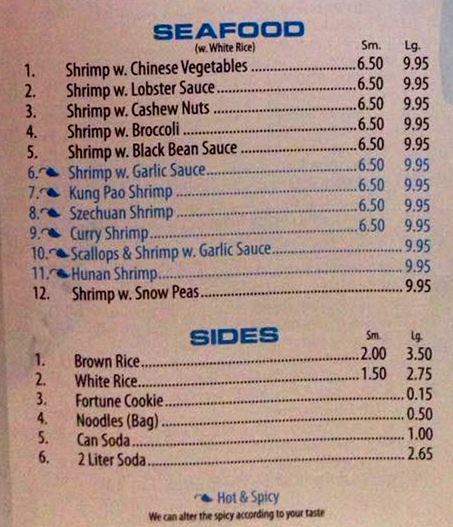 SEAFOOD
(w. White Rice) Sm. Lg.
1. Shrimp w. Chinese Vegetables 6.50 9.95
2. Shrimp w. Lobster Sauce 6.50 9.95
3. Shrimp w. Cashew Nuts 6.50 9.95
4. Shrimp w. Broccoli 6.50 9.95
5. Shrimp w. Black Bean Sauce 6.50 9.95
6. Shrimp w. Garlic Sauce 6.50 9.95
7. Kung Pao Shrimp 6.50 9.95
8. Szechuan Shrimp 6.50 9.95
9. Curry Shrimp 6.50 9.95
10. Scallops & Shrimp w. Garlic Sauce 9.95
11. Hunan Shrimp 9.95
12. Shrimp w. Snow Peas 9.95
SIDES Sm. Lg.
1. Brown Rice 2.00 3.50
2. White Rice 1.50 2.75
3. Fortune Cookie 0.15
4. Noodles (Bag) 0.50
5. Can Soda 1.00
6. 2 Liter Soda 2.65
Hot & Spicy
We can alter the spicy according to your taste